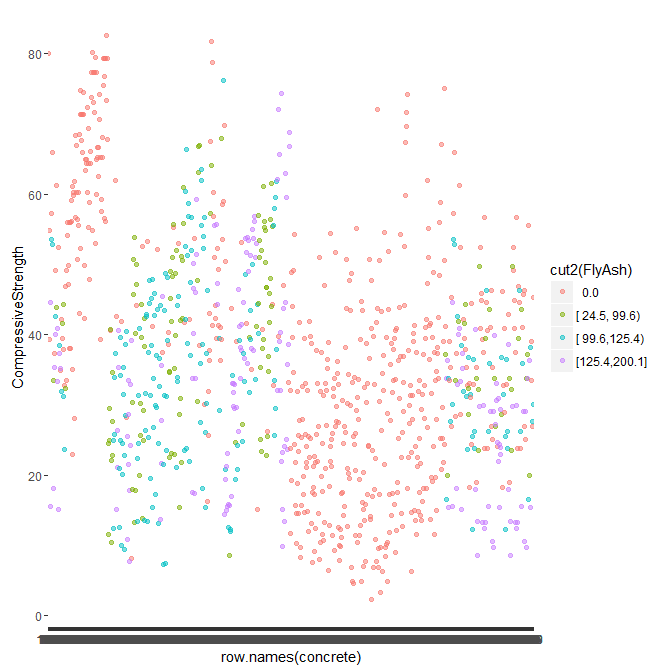 80
60
40
20
0
CompressiveStrength
row.names(concrete)
cut2(FlyAsh)
0.0
[ 24.5, 99.6)
[ 99.6,125.4)
[125.4,200.1]